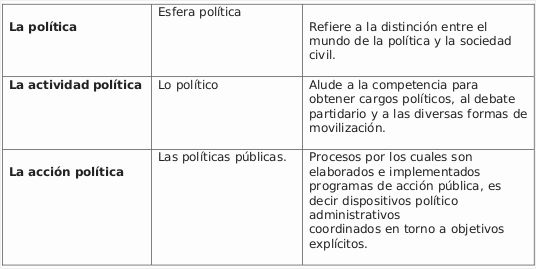 La política
Esfera política
Refiere a la distinción entre el
mundo de la política y la sociedad
civil.
La actividad política
Lo político
Alude a la competencia para
obtener cargos políticos, al debate
partidario y a las diversas formas de
movilización.
La acción política
Las políticas públicas.
Procesos por los cuales son
elaborados e implementados
programas de acción pública, es
decir dispositivos político
administrativos
coordinados en torno a objetivos
explícitos.